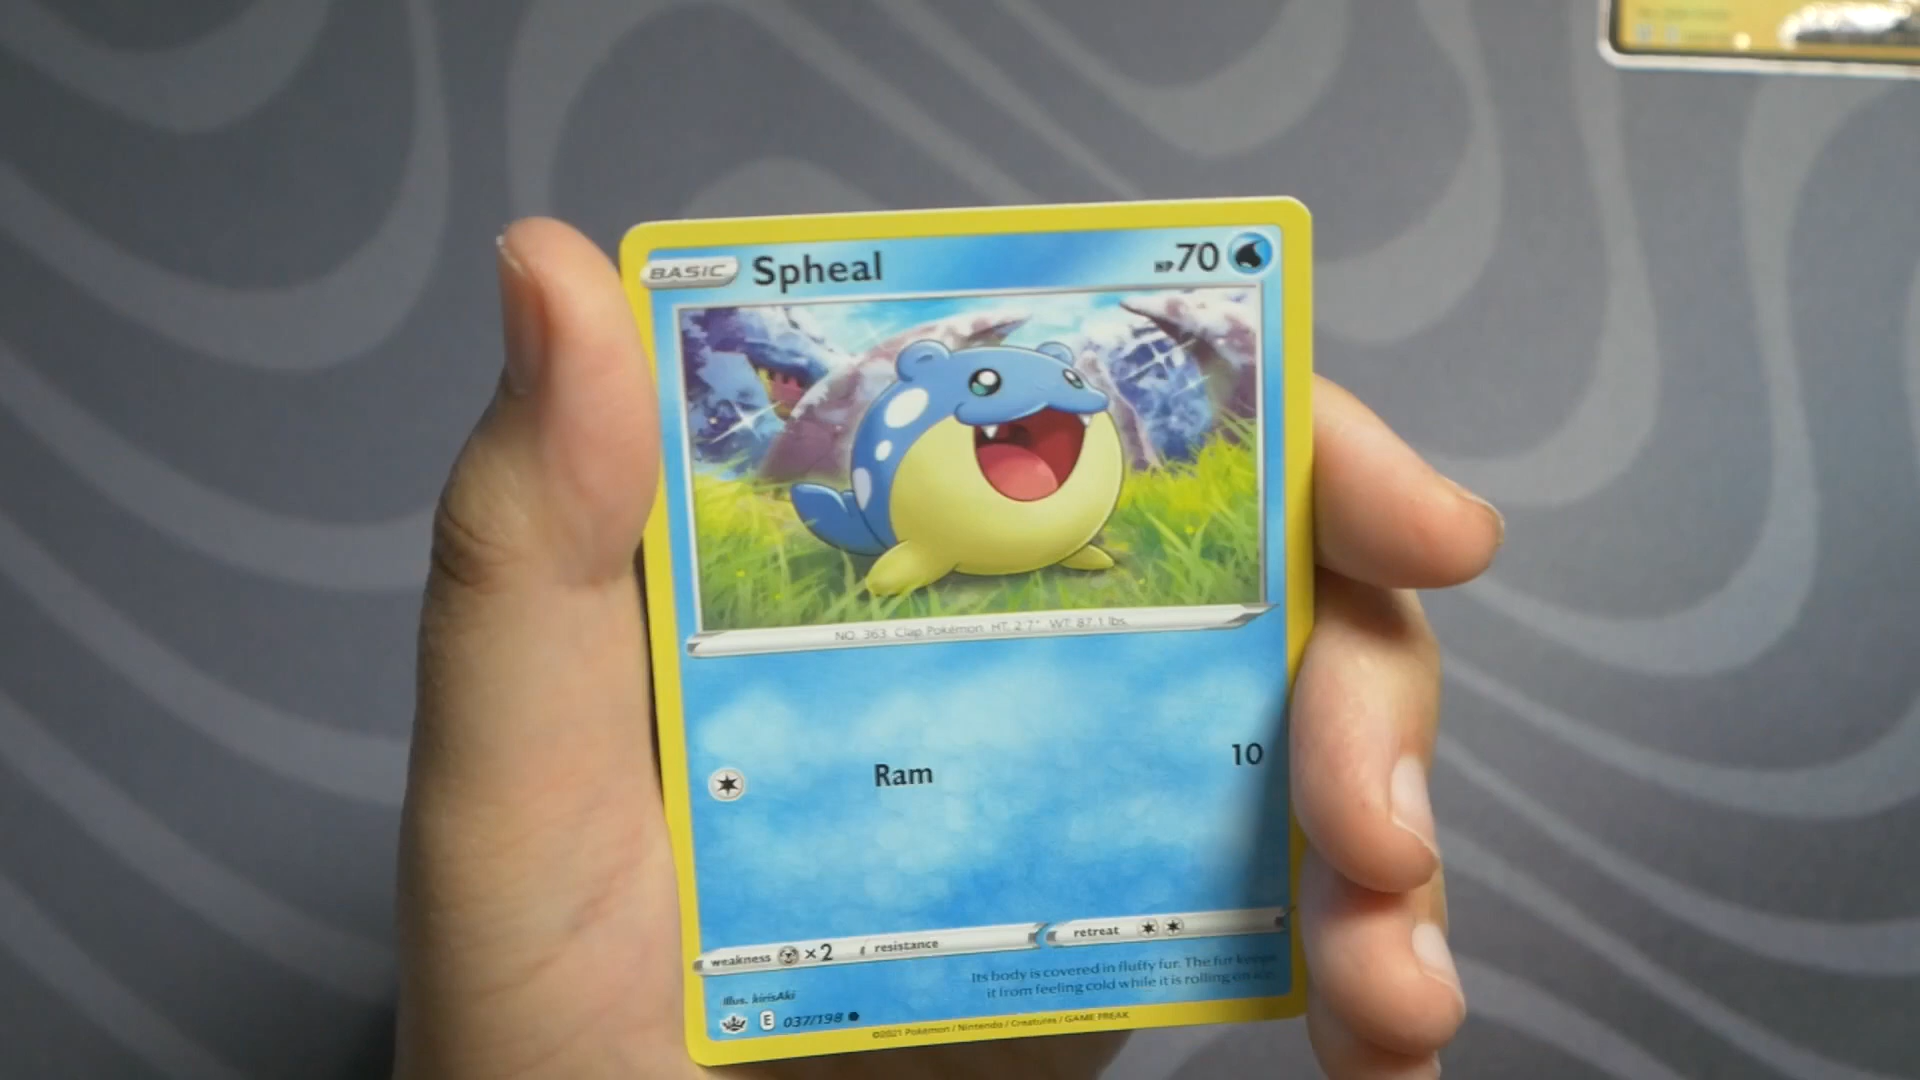 BASIC Spheal HP 70
NO. 363 Clap Pokémon HT. 2'7" WT. 87.1 lbs.
Ram 10
weakness ×2 resistance retreat
Its body is covered in fluffy fur. The fur keeps
it from feeling cold while it is rolling on ice.
Illus. kirisAki
E 037/198
©2021 Pokémon / Nintendo / Creatures / GAME FREAK